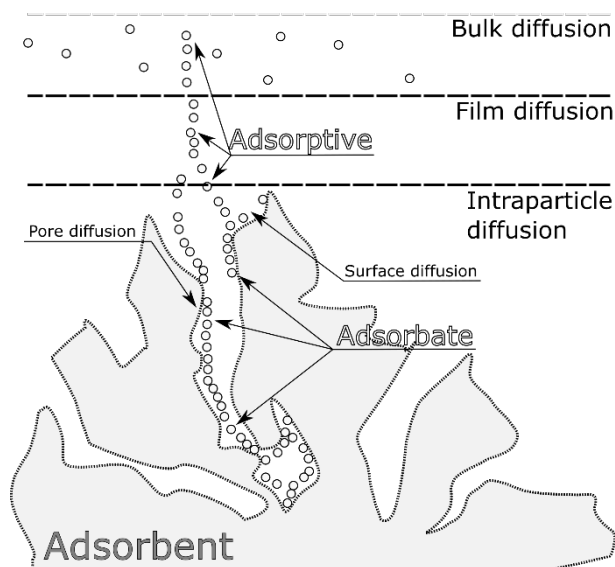 Bulk diffusion
Film diffusion
Adsorptive
Intraparticle
diffusion
Pore diffusion
Surface diffusion
Adsorbate
Adsorbent